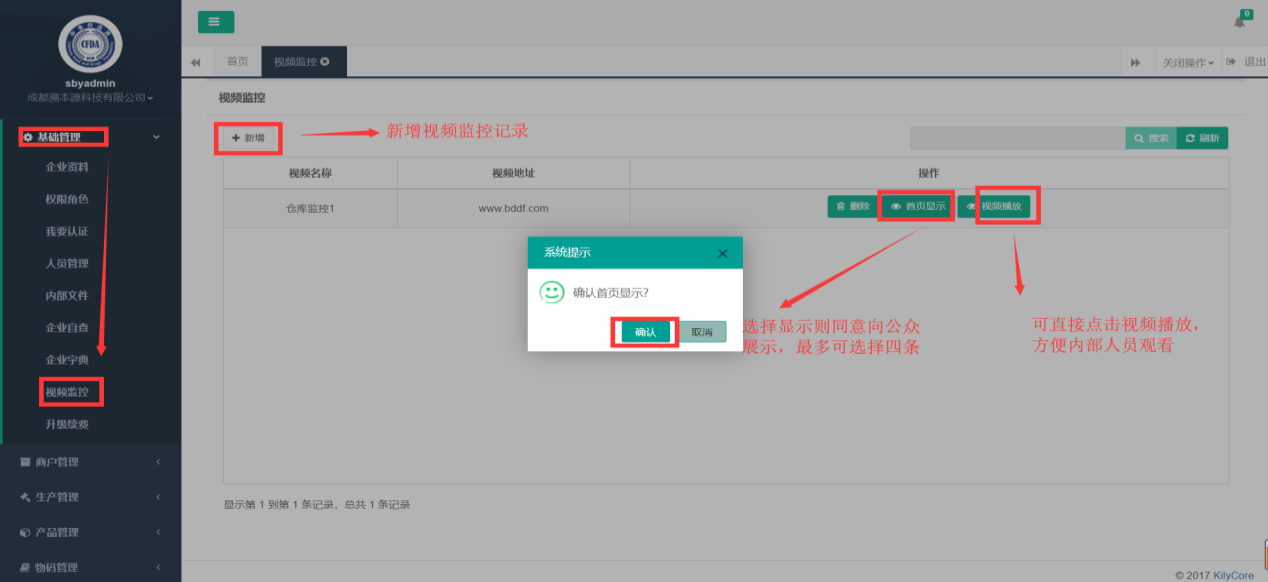 0
CFDA
sbyadmin
成都溯本源科技有限公司
首页
视频监控
关闭操作
退出
基础管理
企业资料
权限角色
我要认证
人员管理
内部文件
企业自查
企业字典
视频监控
升级续费
商户管理
生产管理
产品管理
物码管理
视频监控
新增
新增视频监控记录
搜索
刷新
视频名称
视频地址
操作
仓库监控1
www.bddf.com
删除
首页显示
视频播放
系统提示
确认首页显示?
确认
取消
选择显示则同意向公众
展示，最多可选择四条
可直接点击视频播放，
方便内部人员观看
显示第 1 到第 1 条记录，总共 1 条记录
© 2017 KilyCore